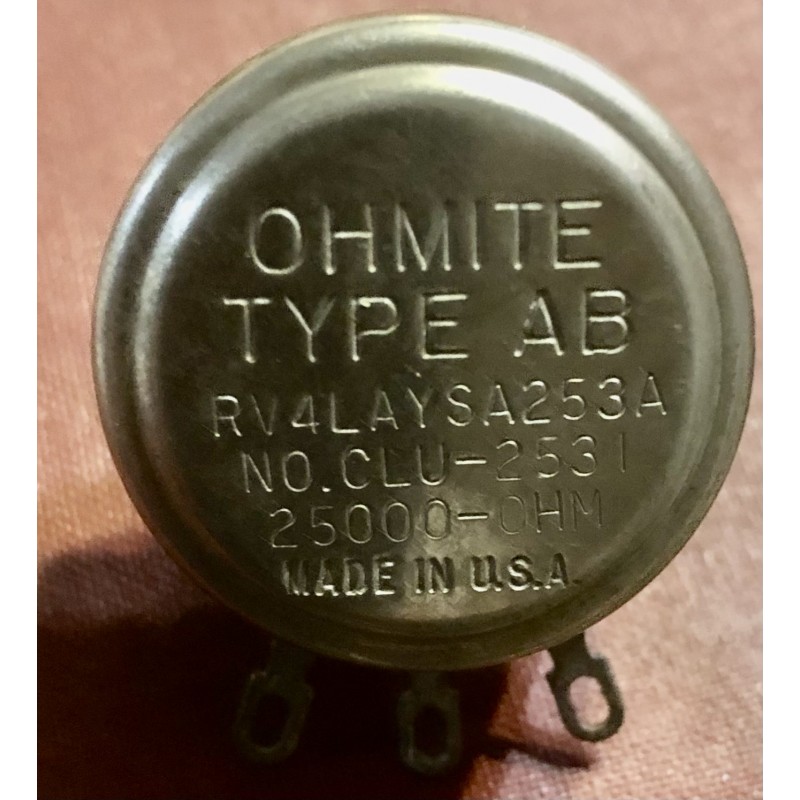 OHMITE
TYPE AB
RV4LAYSA253A
NO.CLU-2531
25000-OHM
MADE IN U.S.A.